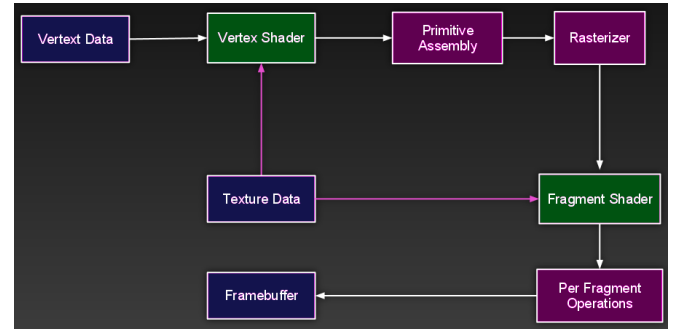 Vertext Data
Vertex Shader
Primitive
Assembly
Rasterizer
Texture Data
Fragment Shader
Framebuffer
Per Fragment
Operations